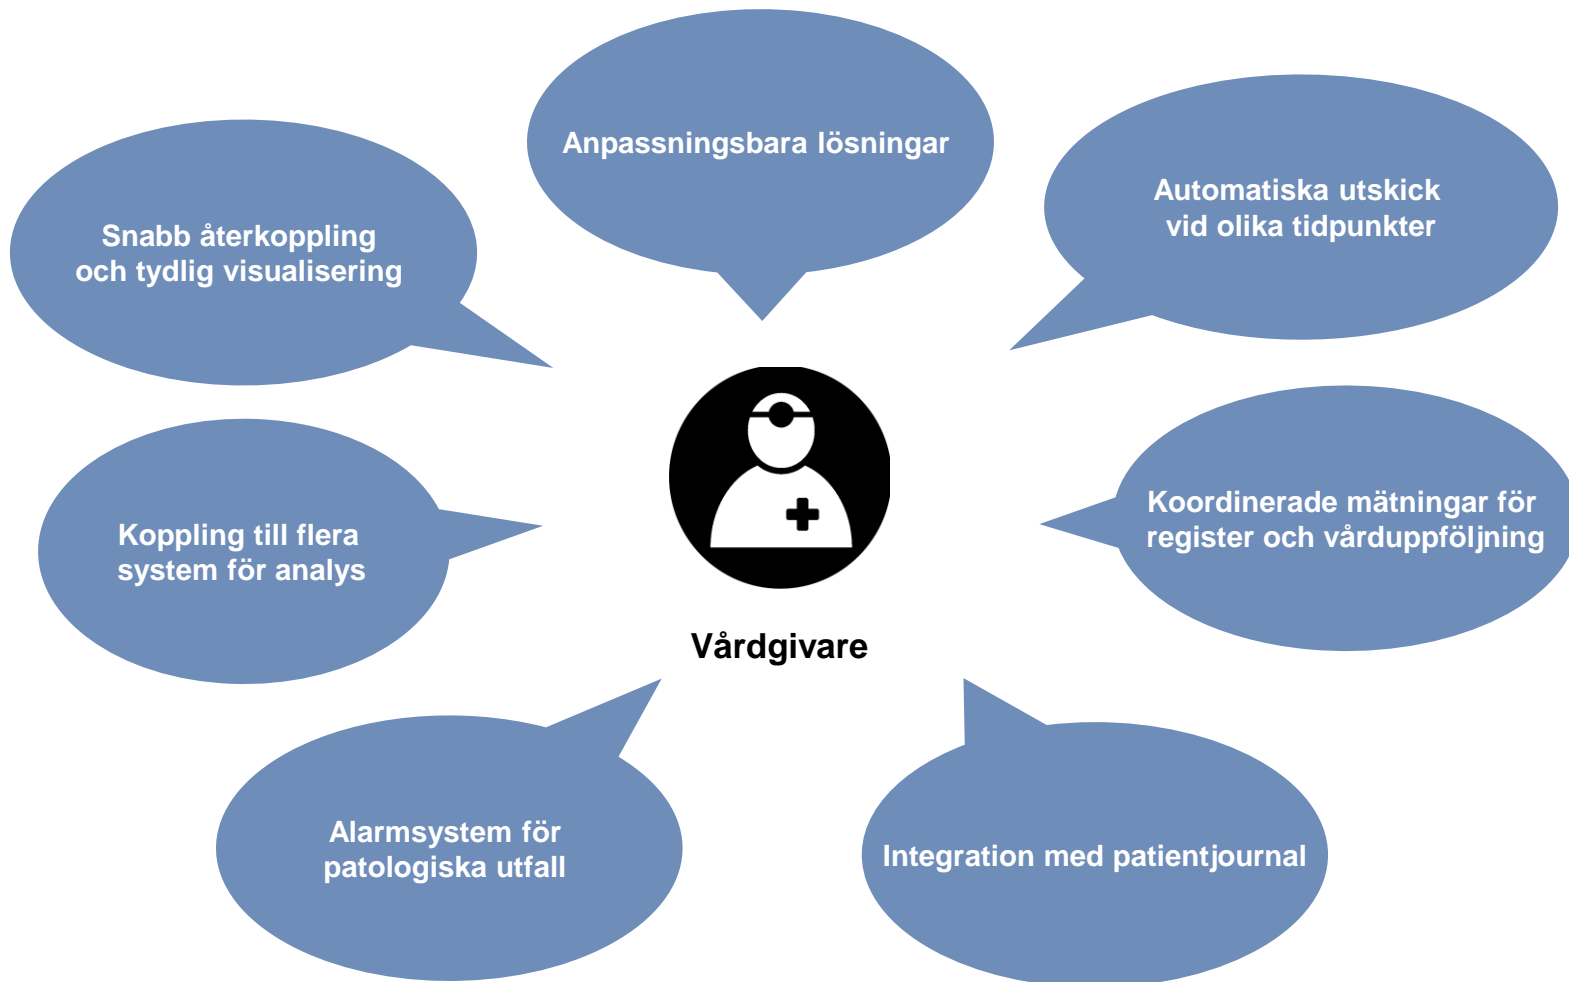 Anpassningsbara lösningar
Automatiska utskick
vid olika tidpunkter
Snabb återkoppling
och tydlig visualisering
Koordinerade mätningar för
register och vårduppföljning
Koppling till flera
system för analys
Vårdgivare
Alarmsystem för
patologiska utfall
Integration med patientjournal